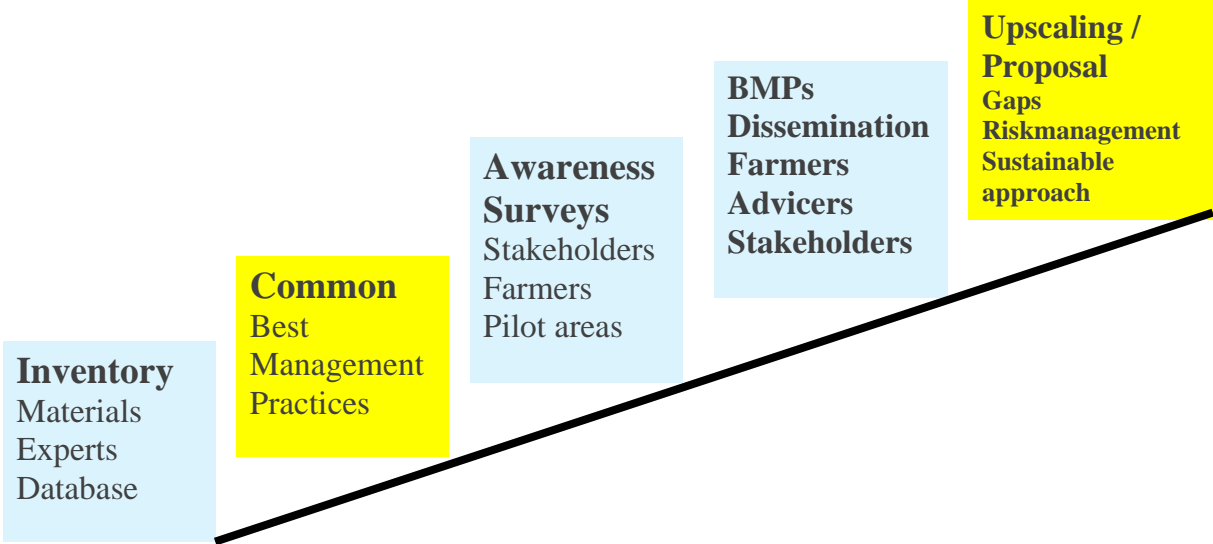 Inventory
Materials
Experts
Database
Common
Best
Management
Practices
Awareness
Surveys
Stakeholders
Farmers
Pilot areas
BMPs
Dissemination
Farmers
Advicers
Stakeholders
Upscaling /
Proposal
Gaps
Riskmanagement
Sustainable
approach